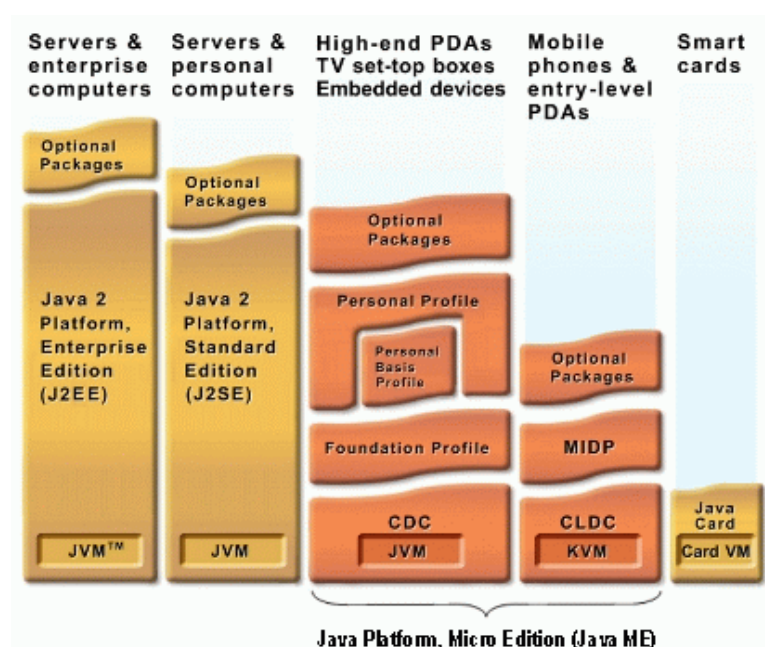 Servers &
enterprise
computers
Servers &
personal
computers
High-end PDAs
TV set-top boxes
Embedded devices
Mobile
phones &
entry-level
PDAs
Smart
cards
Optional
Packages
Java 2
Platform,
Enterprise
Edition
(J2EE)
JVM™
Optional
Packages
Java 2
Platform,
Standard
Edition
(J2SE)
JVM
Optional
Packages
Personal Profile
Personal
Basis
Profile
Foundation Profile
CDC
JVM
Optional
Packages
MIDP
CLDC
KVM
Java
Card
Card VM
Java Platform, Micro Edition (Java ME)